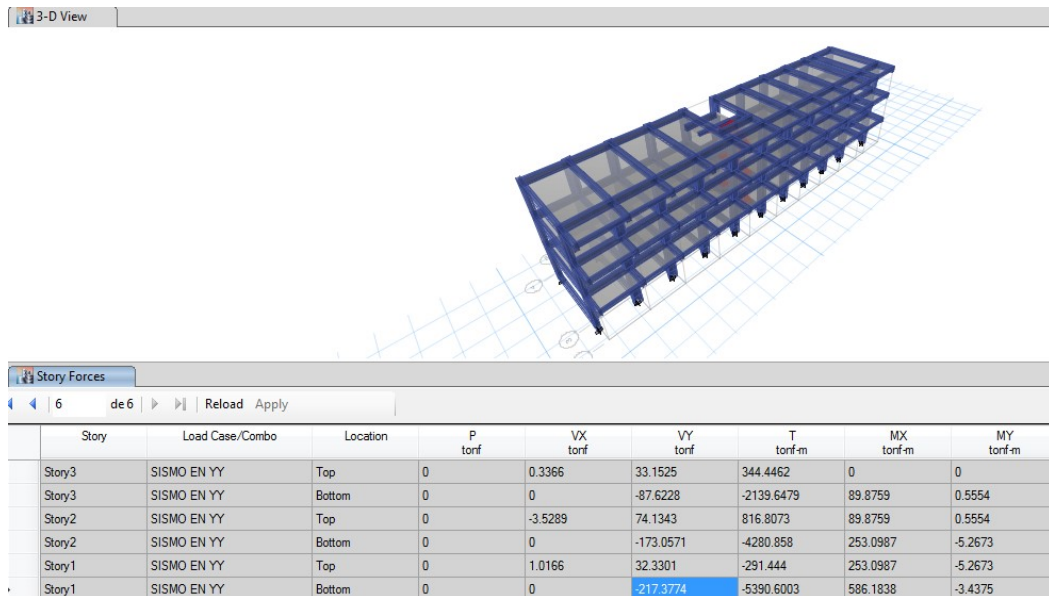 3-D View
Story Forces
6 de 6 Reload Apply
Story Load Case/Combo Location P VX VY T MX MY
tonf tonf tonf tonf-m tonf-m tonf-m
Story3 SISMO EN YY Top 0 0.3366 33.1525 344.4462 0 0
Story3 SISMO EN YY Bottom 0 0 -87.6228 -2139.6479 89.8759 0.5554
Story2 SISMO EN YY Top 0 -3.5289 74.1343 816.8073 89.8759 0.5554
Story2 SISMO EN YY Bottom 0 0 -173.0571 -4280.858 253.0987 -5.2673
Story1 SISMO EN YY Top 0 1.0166 32.3301 -291.444 253.0987 -5.2673
Story1 SISMO EN YY Bottom 0 0 -217.3774 -5390.6003 586.1838 -3.4375